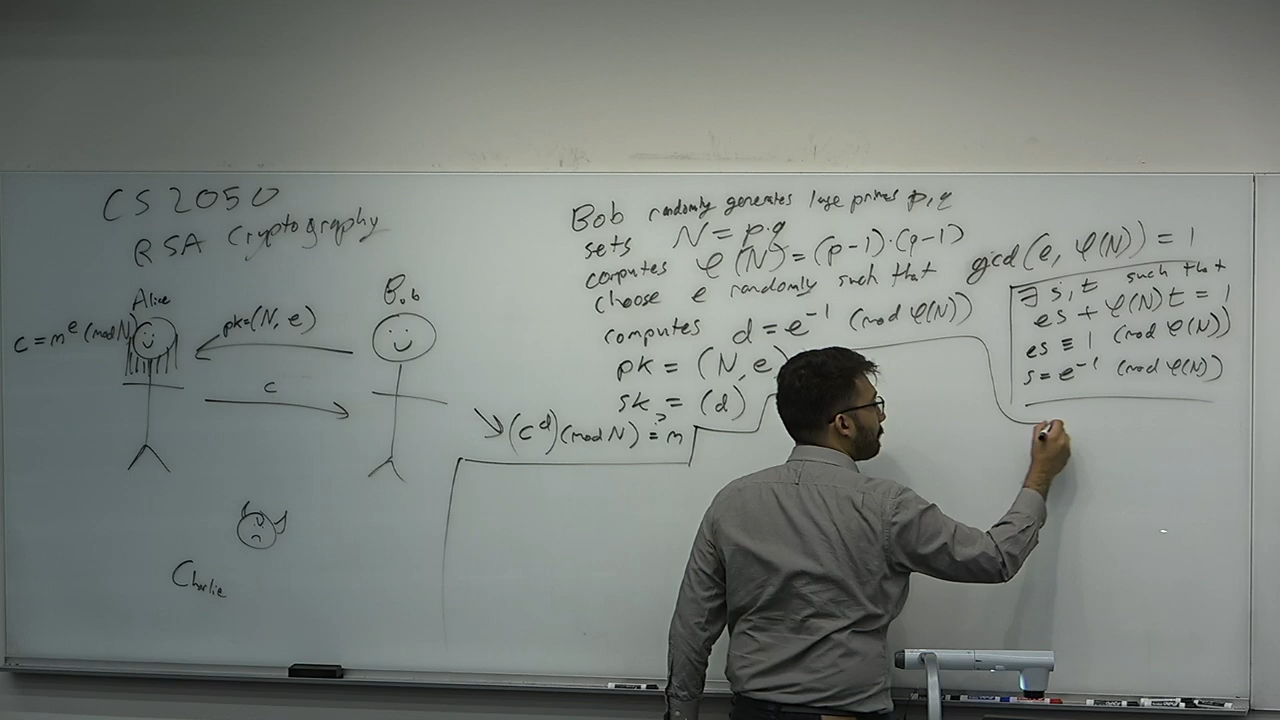 CS 2050
RSA Cryptography
Alice
Bob
c = m^e (mod N)
pk=(N, e)
c
Charlie
Bob randomly generates large primes p, q
sets N = p·q
computes φ(N) = (p-1)·(q-1)
choose e randomly such that gcd(e, φ(N)) = 1
computes d = e^-1 (mod φ(N))
pk = (N, e)
sk = (d)
(c^d)(mod N) ?= m
∃ s, t such that
es + φ(N)t = 1
es ≡ 1 (mod φ(N))
s = e^-1 (mod φ(N))